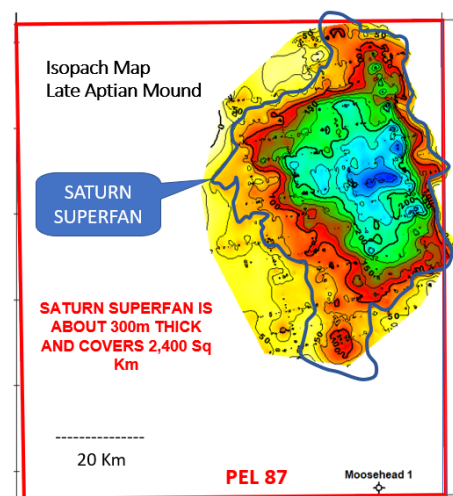 Isopach Map
Late Aptian Mound
SATURN
SUPERFAN
SATURN SUPERFAN IS
ABOUT 300m THICK
AND COVERS 2,400 Sq
Km
20 Km
PEL 87
Moosehead 1